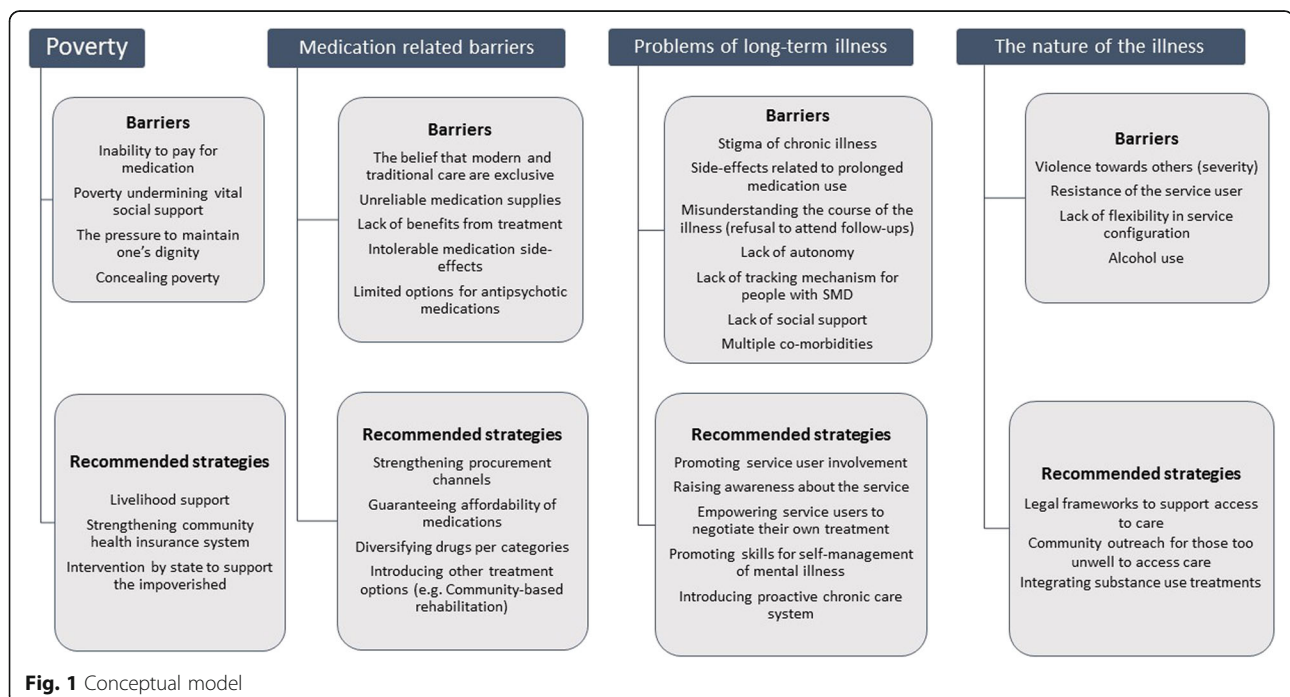 Poverty
Barriers
Inability to pay for
medication
Poverty undermining vital
social support
The pressure to maintain
one's dignity
Concealing poverty
Recommended strategies
Livelihood support
Strengthening community
health insurance system
Intervention by state to support
the impoverished
Medication related barriers
Barriers
The belief that modern and
traditional care are exclusive
Unreliable medication supplies
Lack of benefits from treatment
Intolerable medication side-
effects
Limited options for antipsychotic
medications
Recommended strategies
Strengthening procurement
channels
Guaranteeing affordability of
medications
Diversifying drugs per categories
Introducing other treatment
options (e.g. Community-based
rehabilitation)
Problems of long-term illness
Barriers
Stigma of chronic illness
Side-effects related to prolonged
medication use
Misunderstanding the course of the
illness (refusal to attend follow-ups)
Lack of autonomy
Lack of tracking mechanism for
people with SMD
Lack of social support
Multiple co-morbidities
Recommended strategies
Promoting service user involvement
Raising awareness about the service
Empowering service users to
negotiate their own treatment
Promoting skills for self-management
of mental illness
Introducing proactive chronic care
system
The nature of the illness
Barriers
Violence towards others (severity)
Resistance of the service user
Lack of flexibility in service
configuration
Alcohol use
Recommended strategies
Legal frameworks to support access
to care
Community outreach for those too
unwell to access care
Integrating substance use treatments
Fig. 1 Conceptual model